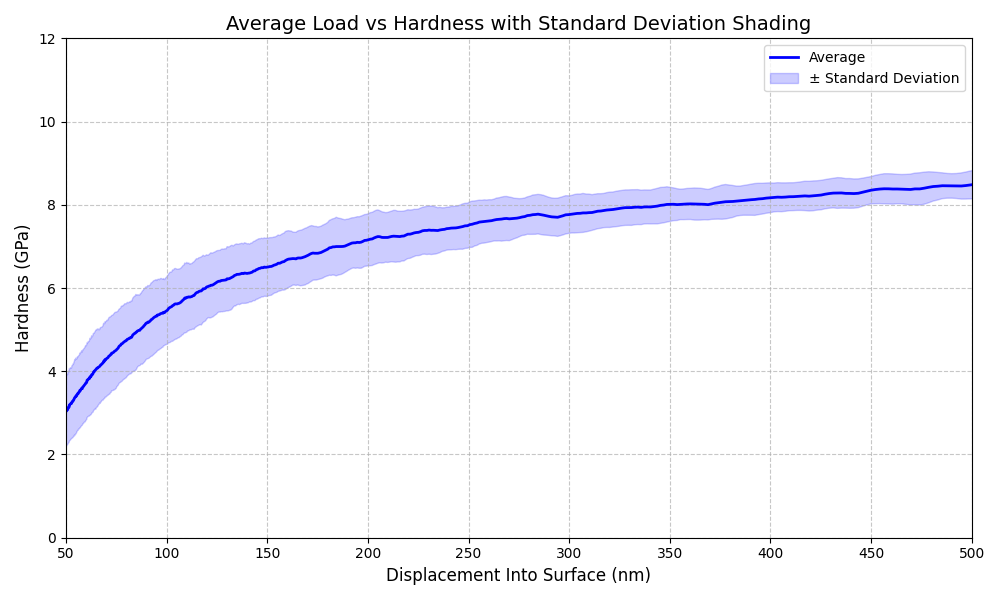 Average Load vs Hardness with Standard Deviation Shading
Average
± Standard Deviation
Hardness (GPa)
12
10
8
6
4
2
0
50 100 150 200 250 300 350 400 450 500
Displacement Into Surface (nm)